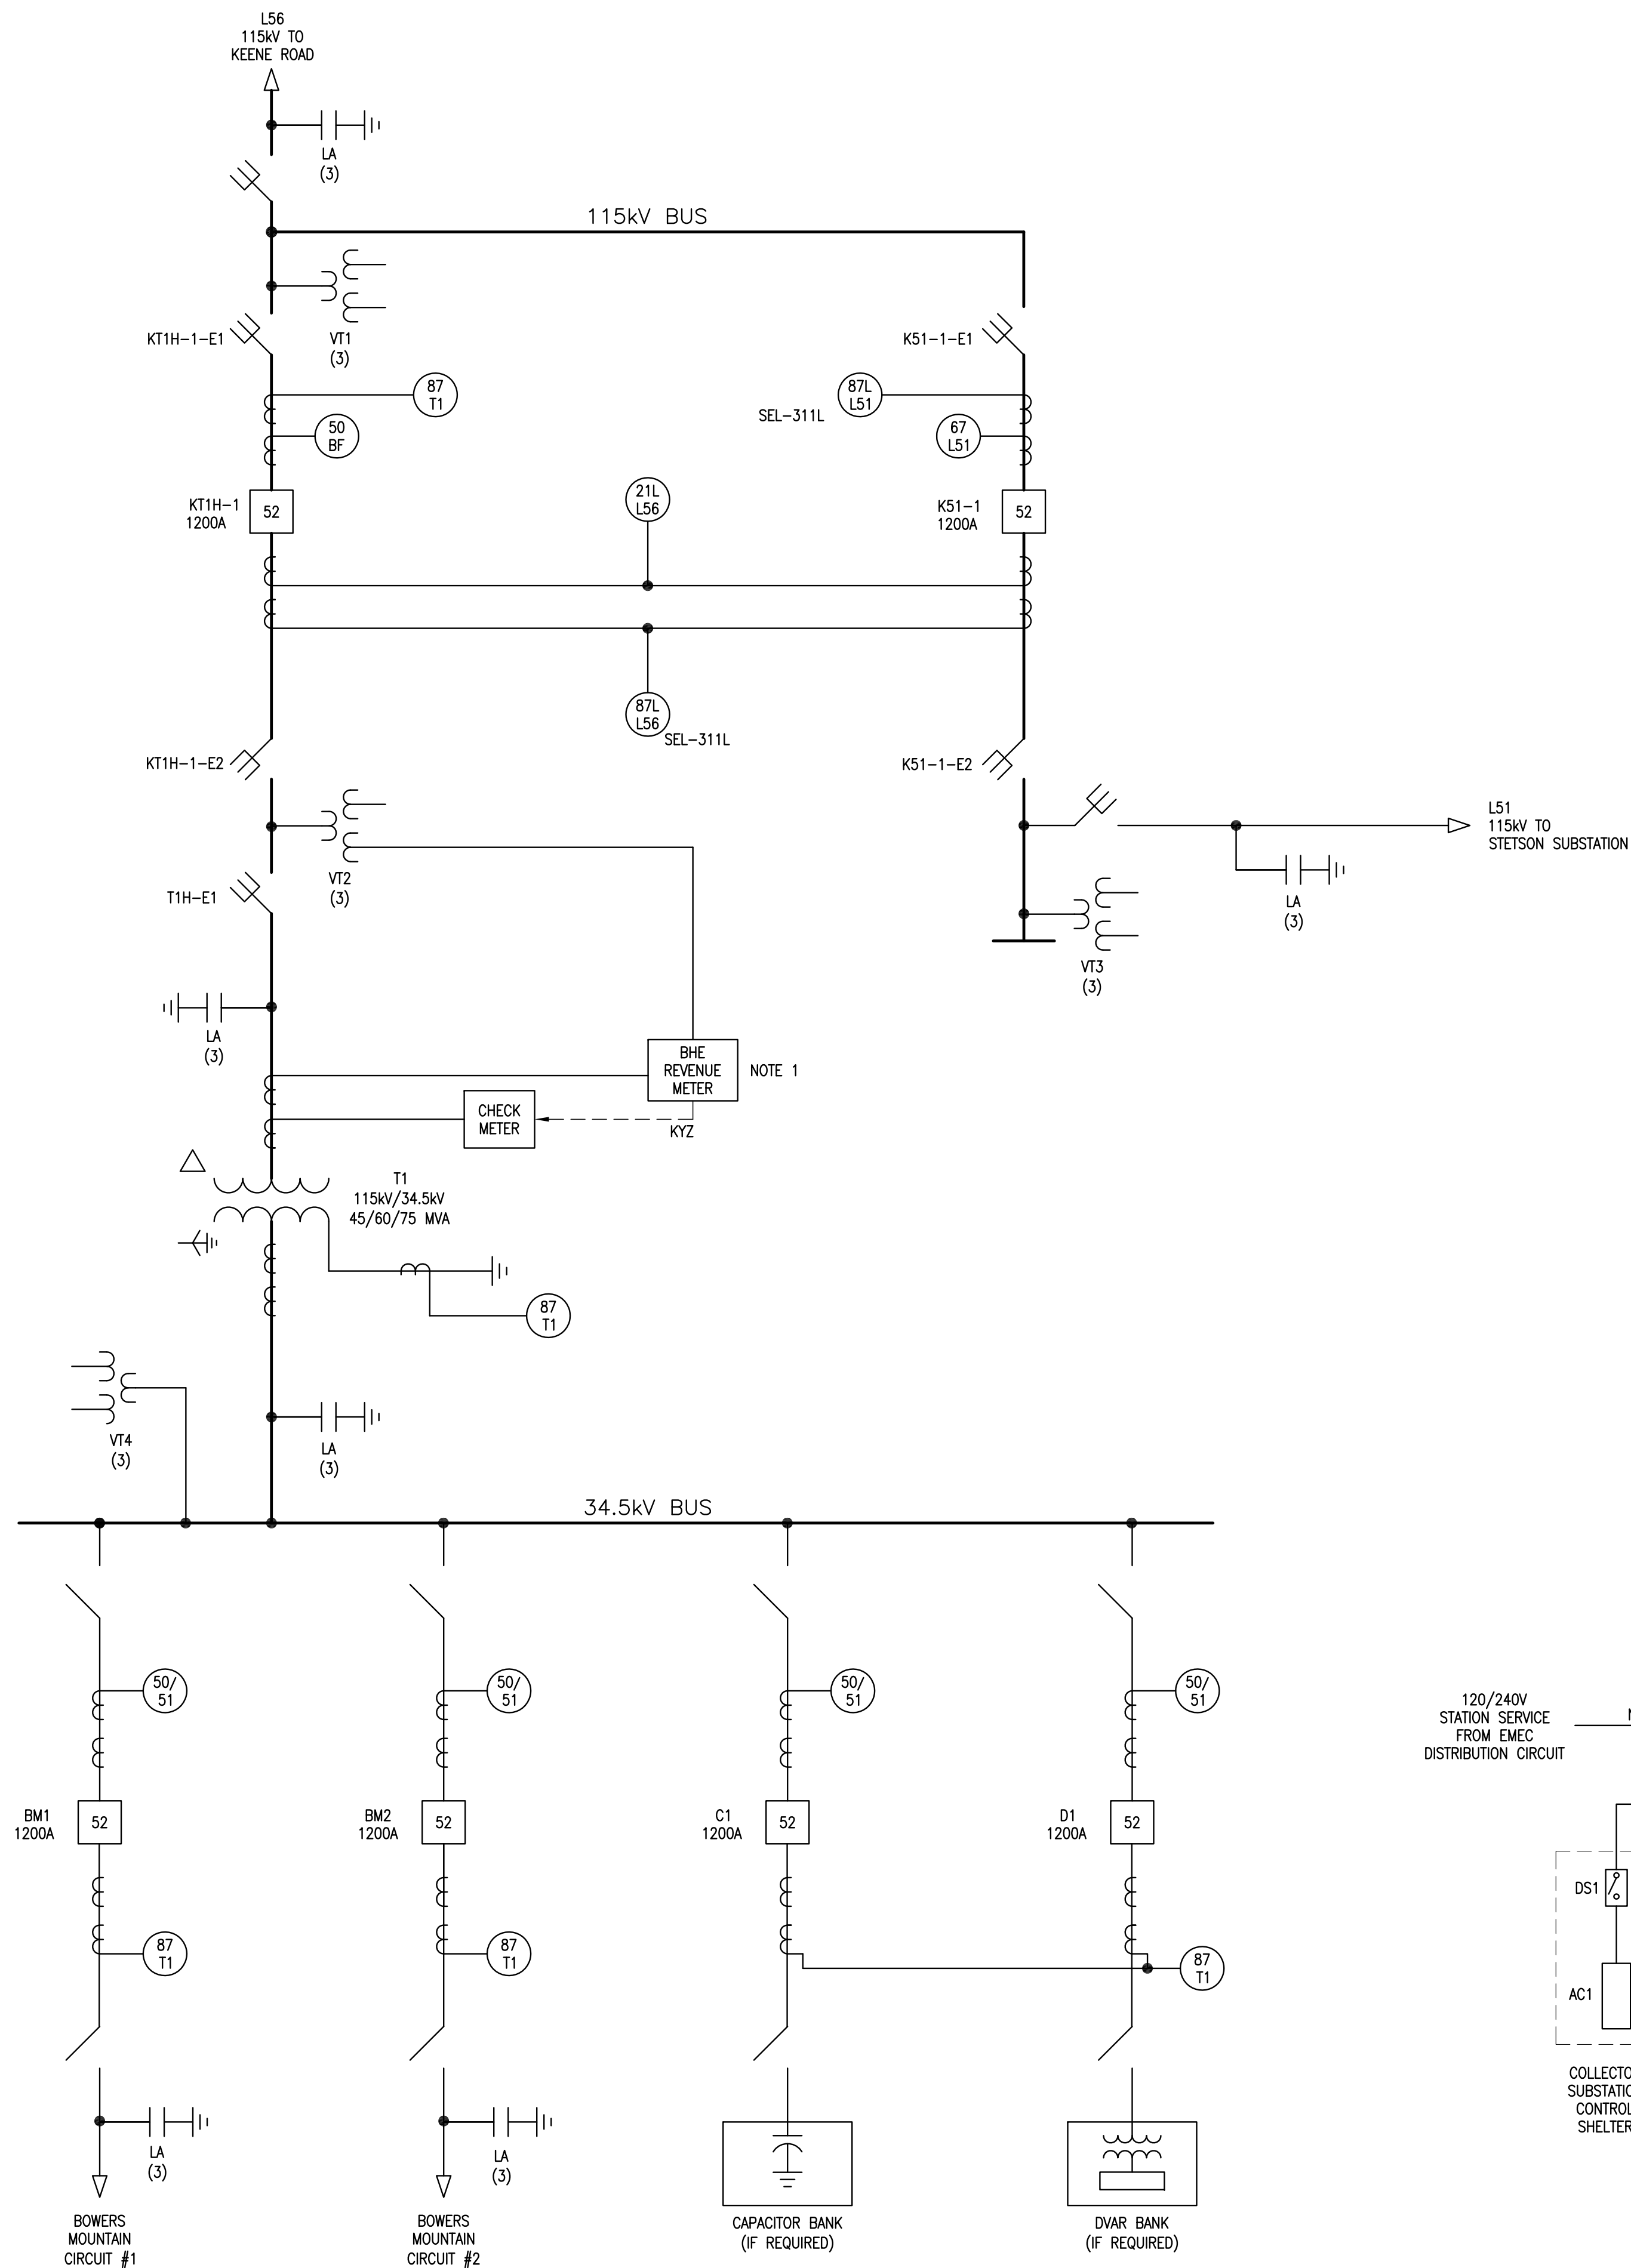 L56
115kV TO
KEENE ROAD
LA
(3)
115kV BUS
VT1
(3)
KT1H-1-E1
K51-1-E1
87
T1
87L
L51
SEL-311L
50
BF
67
L51
21L
L56
KT1H-1
1200A
52
K51-1
1200A
52
87L
L56
SEL-311L
KT1H-1-E2
K51-1-E2
L51
115kV TO
STETSON SUBSTATION
VT2
(3)
T1H-E1
LA
(3)
VT3
(3)
LA
(3)
BHE
REVENUE
METER
NOTE 1
CHECK
METER
KYZ
T1
115kV/34.5kV
45/60/75 MVA
87
T1
VT4
(3)
LA
(3)
34.5kV BUS
50/
51
50/
51
50/
51
50/
51
120/240V
STATION SERVICE
FROM EMEC
DISTRIBUTION CIRCUIT
BM1
1200A
52
BM2
1200A
52
C1
1200A
52
D1
1200A
52
DS1
87
T1
87
T1
87
T1
AC1
COLLECTO
SUBSTATIO
CONTROL
SHELTER
LA
(3)
LA
(3)
BOWERS
MOUNTAIN
CIRCUIT #1
BOWERS
MOUNTAIN
CIRCUIT #2
CAPACITOR BANK
(IF REQUIRED)
DVAR BANK
(IF REQUIRED)